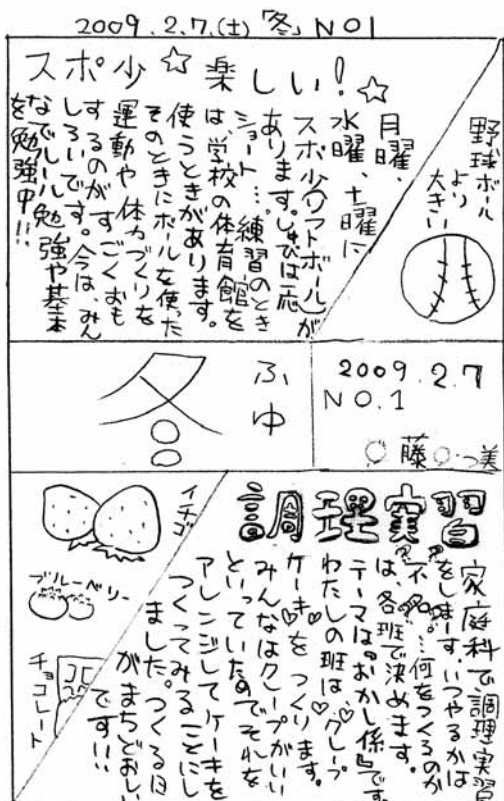 2009.2.7.(土)「冬」NO1
スポ少☆楽しい!☆
月曜、
水曜、土曜に
スポ少(ソフトボール)が
あります。しゅびは一応
ショート…。練習のとき
は、学校の体育館を
使うときがあります。
そのときにボールを使った
運動や体力づくりを
するのがすごくおも
しろいです。今は、みん
なでルール勉強や基本
を勉強中!!
野球ボール
より
大きい
冬
ふゆ
2009.2.7
NO.1
○藤○つ美
調理実習
家庭科で調理実習
をしまーす。いつやるかは
"不明"…何をつくるのか
は、各班で決めます。
テーマは『おかし係』です。
わたしの班は、♡クレープ
ケーキ♡をつくります。
みんなはクレープがいい
といっていたのでそれを
アレンジしてケーキを
つくってみることにし
ました。つくる日
がまちどおしい
です!!
イチゴ
ブルーベリー
チョコレート